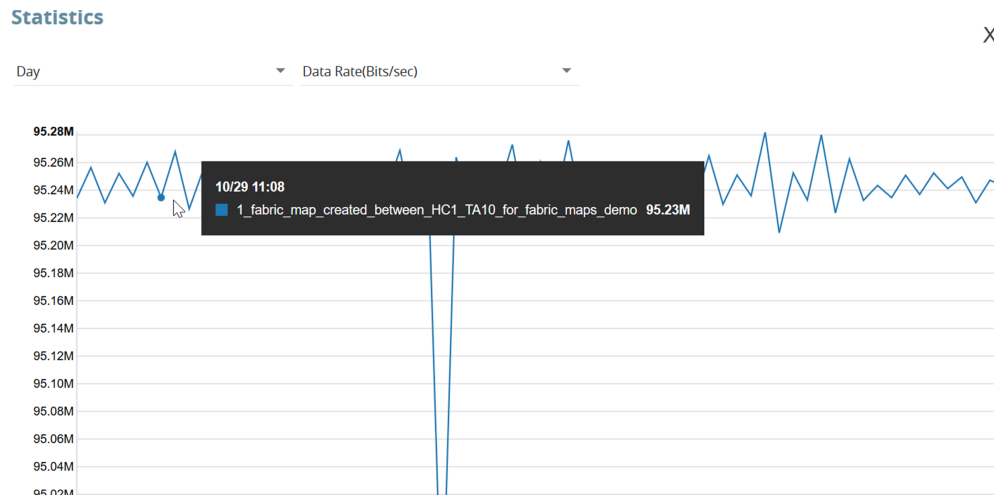 Statistics
X
Day
Data Rate(Bits/sec)
95.28M
95.26M
95.24M
95.22M
95.20M
95.18M
95.16M
95.14M
95.12M
95.10M
95.08M
95.06M
95.04M
95.02M
10/29 11:08
1_fabric_map_created_between_HC1_TA10_for_fabric_maps_demo 95.23M